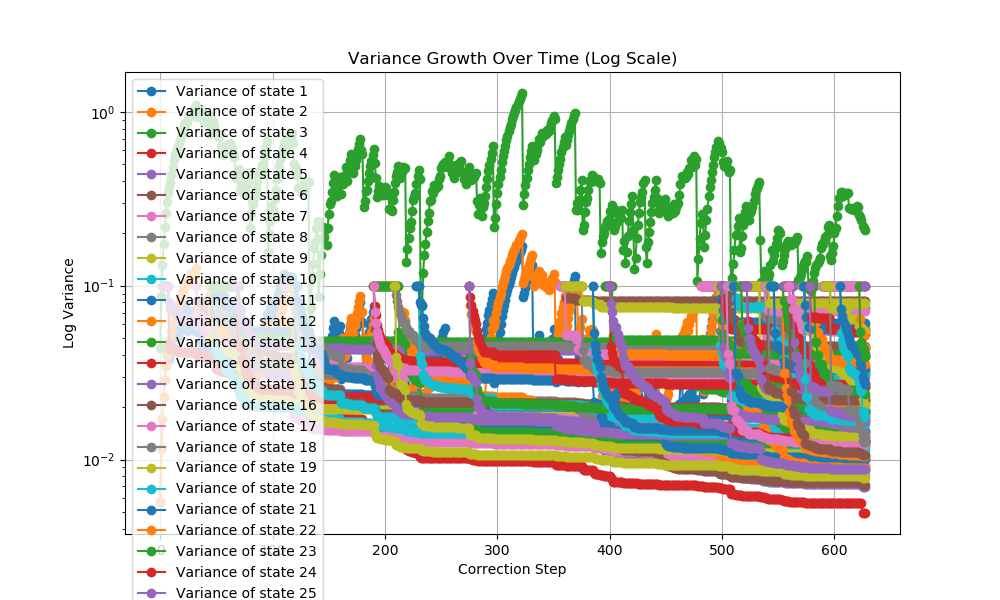 Variance Growth Over Time (Log Scale)
Log Variance
10⁰
10⁻¹
10⁻²
Variance of state 1
Variance of state 2
Variance of state 3
Variance of state 4
Variance of state 5
Variance of state 6
Variance of state 7
Variance of state 8
Variance of state 9
Variance of state 10
Variance of state 11
Variance of state 12
Variance of state 13
Variance of state 14
Variance of state 15
Variance of state 16
Variance of state 17
Variance of state 18
Variance of state 19
Variance of state 20
Variance of state 21
Variance of state 22
Variance of state 23
Variance of state 24
Variance of state 25
0 200 300 400 500 600
Correction Step